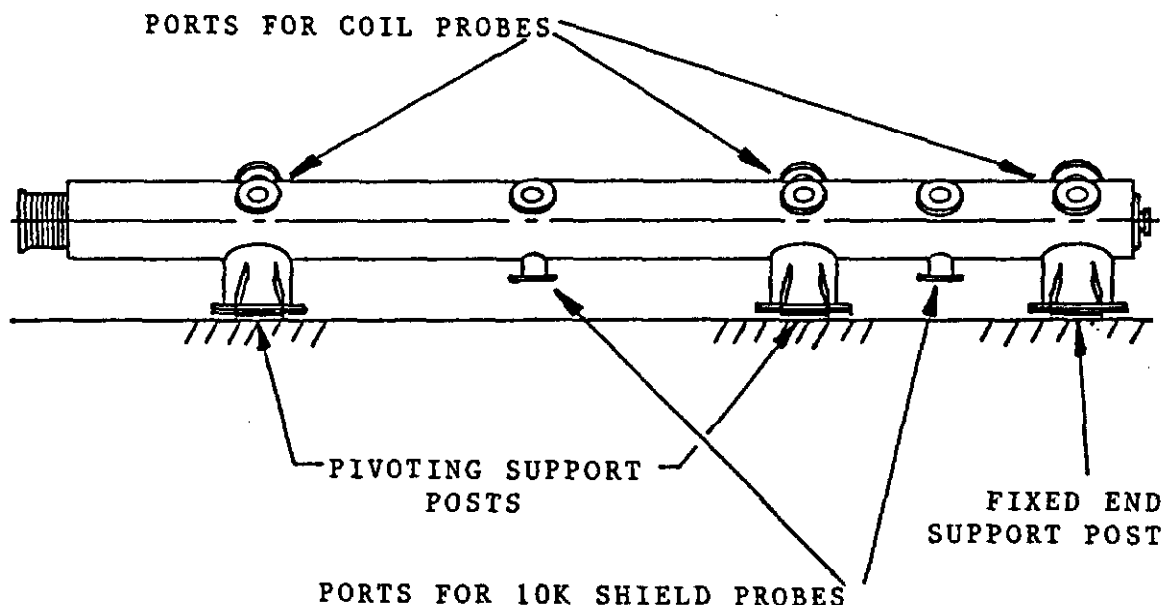 PORTS FOR COIL PROBES
PIVOTING SUPPORT
POSTS
FIXED END
SUPPORT POST
PORTS FOR 10K SHIELD PROBES